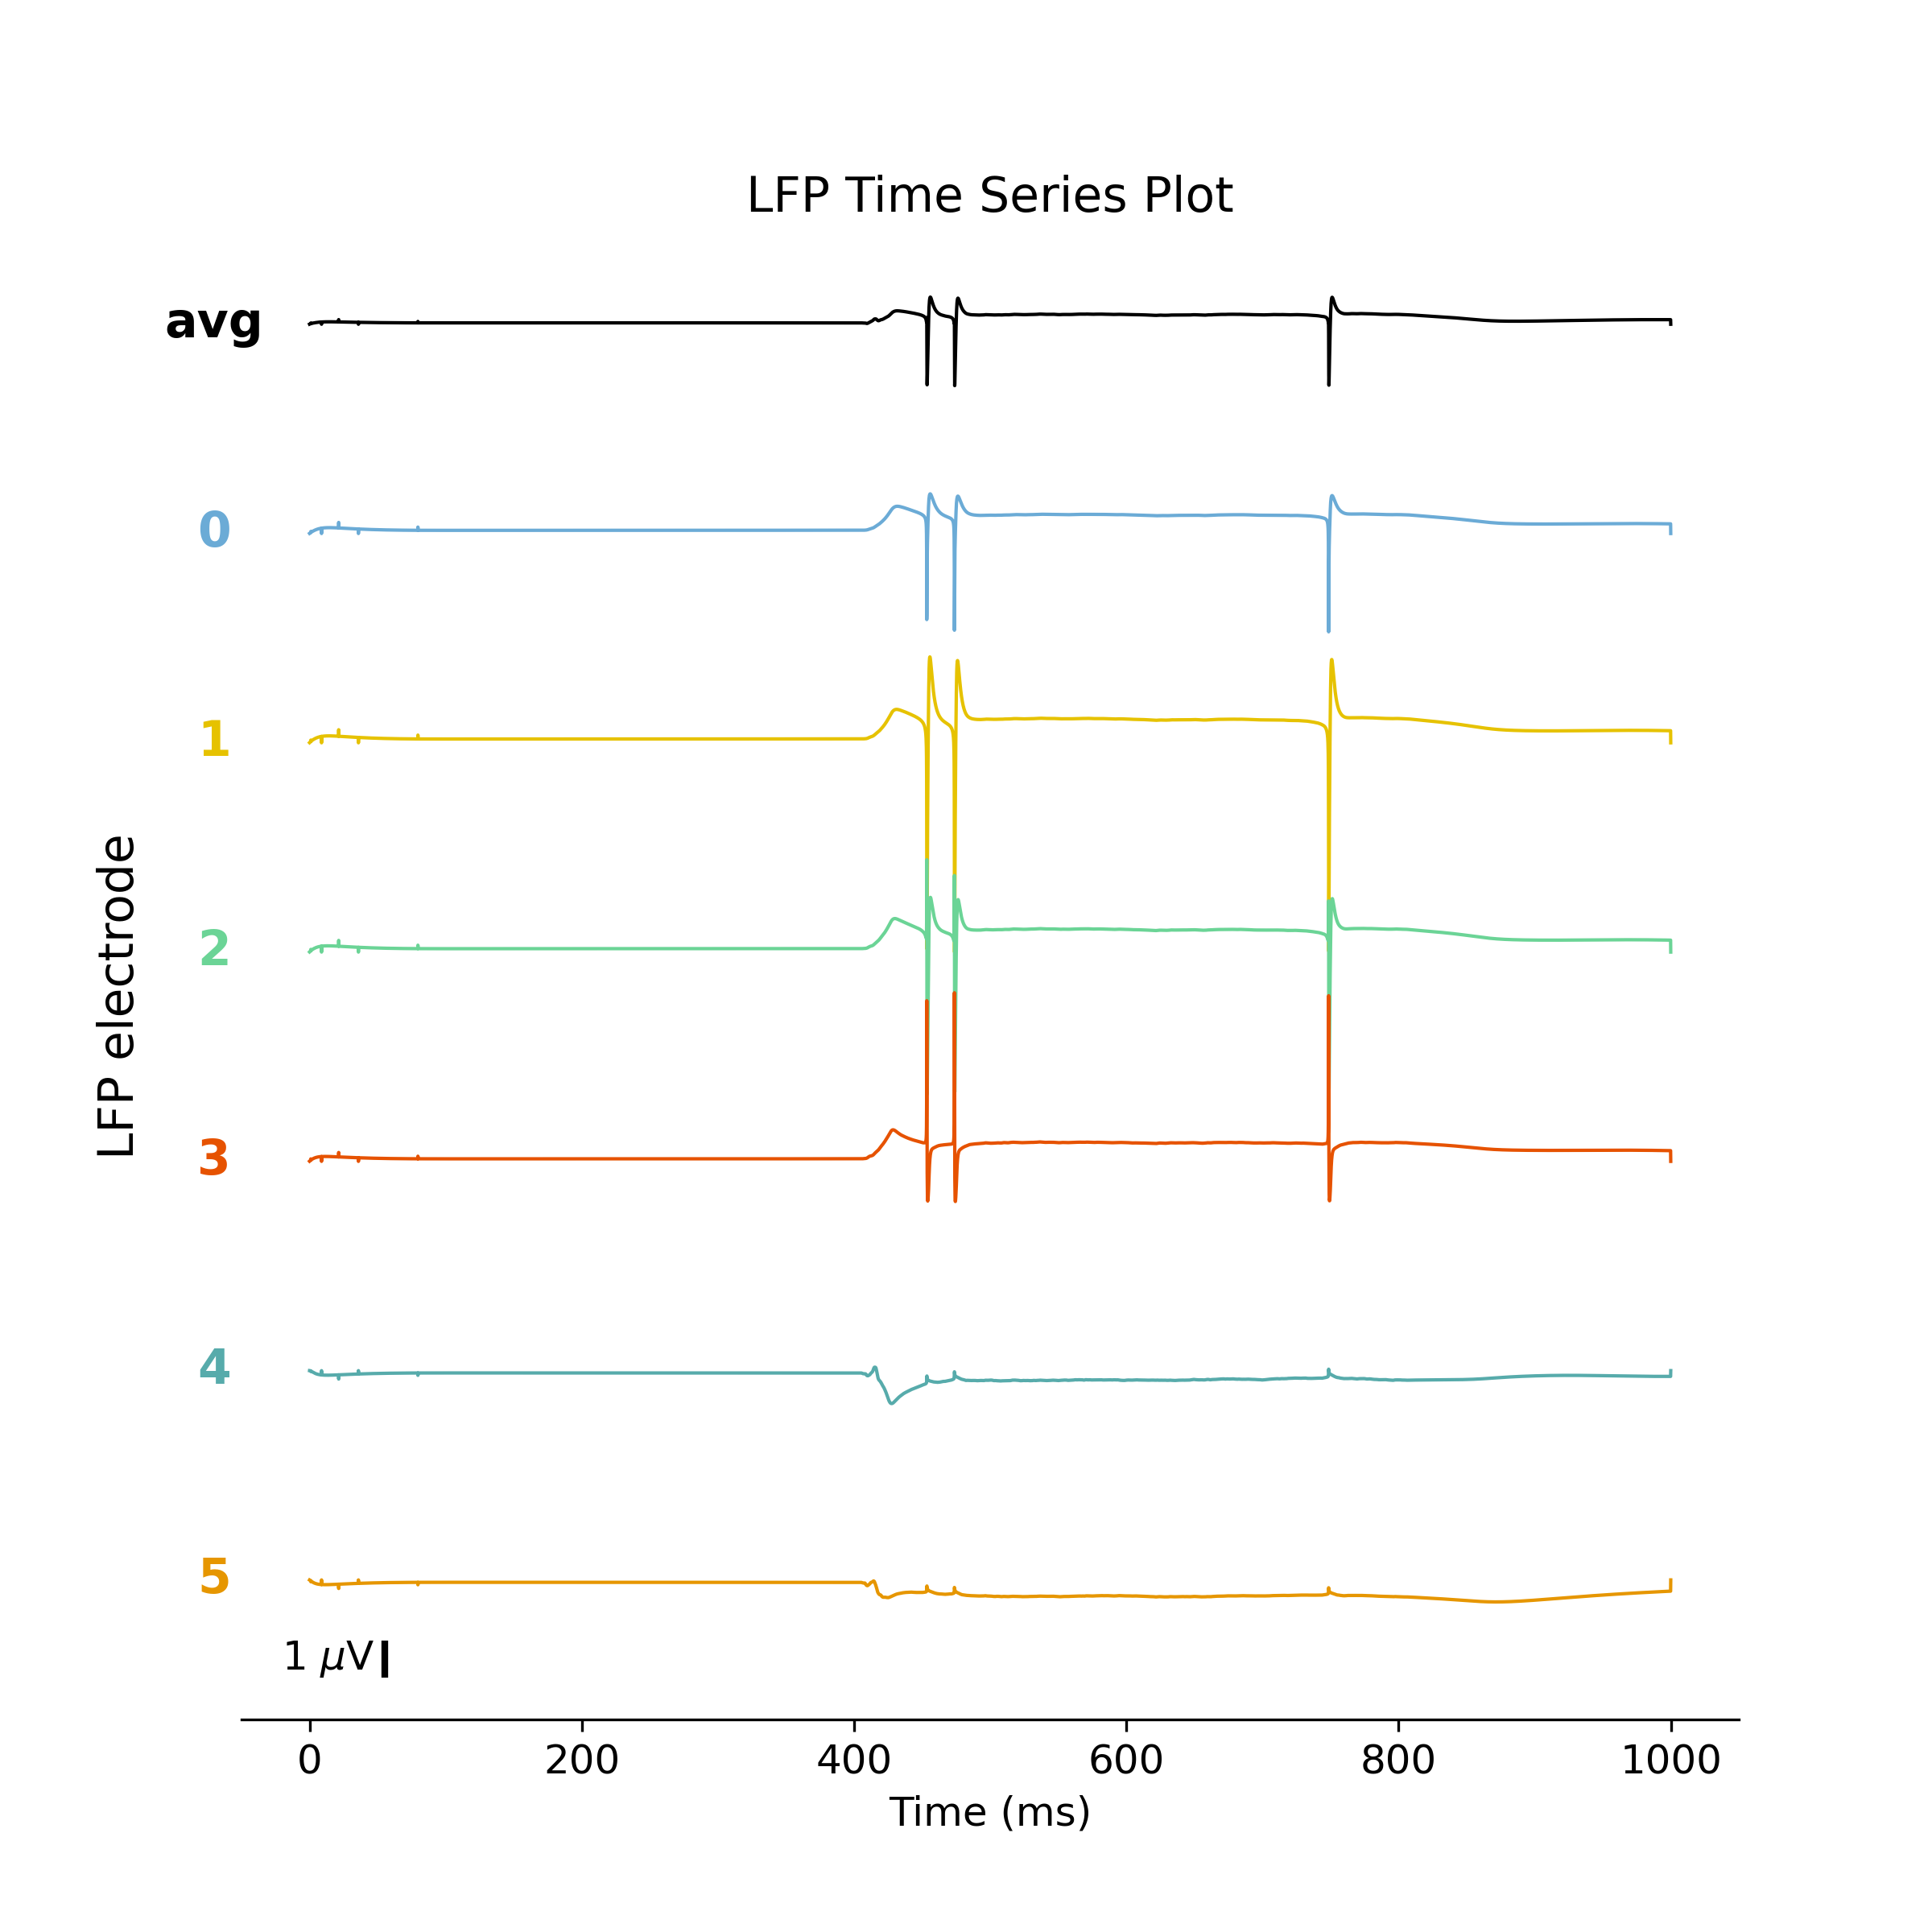 LFP Time Series Plot
avg
0
1
2
3
4
5
LFP electrode
1 μV
0 200 400 600 800 1000
Time (ms)